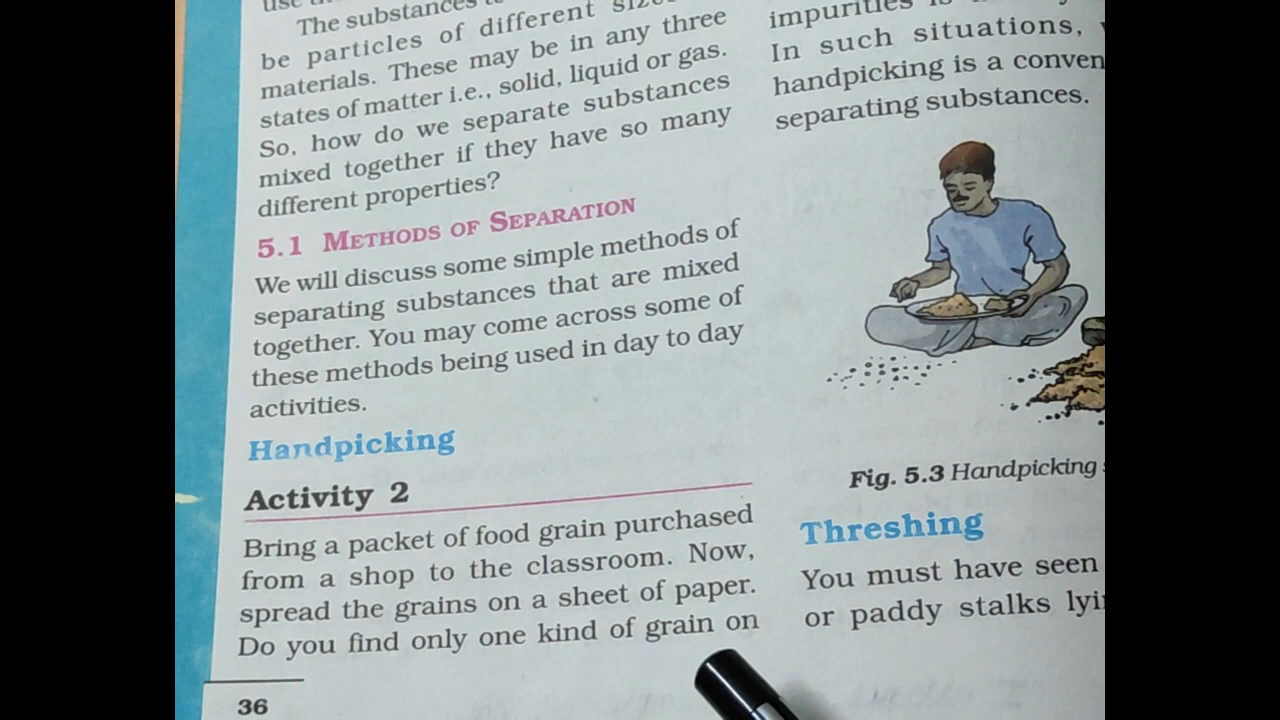 The substances
be particles of different
materials. These may be in any three
states of matter i.e., solid, liquid or gas.
So, how do we separate substances
mixed together if they have so many
different properties?
5.1 METHODS OF SEPARATION
We will discuss some simple methods of
separating substances that are mixed
together. You may come across some of
these methods being used in day to day
activities.
Handpicking
Activity 2
Bring a packet of food grain purchased
from a shop to the classroom. Now,
spread the grains on a sheet of paper.
Do you find only one kind of grain on
36
impurities
In such situations,
handpicking is a conven
separating substances.
Fig. 5.3 Handpicking
Threshing
You must have seen
or paddy stalks lyi